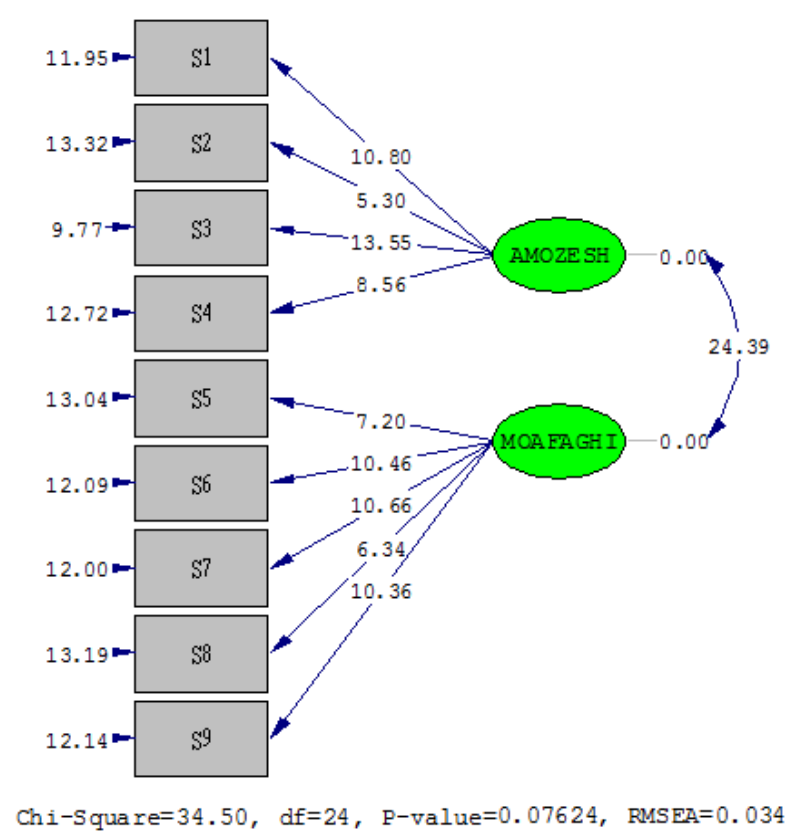 11.95 S1
10.80
13.32 S2
5.30
9.77 S3
13.55
AMOZESH 0.00
8.56
12.72 S4
24.39
13.04 S5
7.20
MOAFAGHI 0.00
10.46
12.09 S6
10.66
6.34
12.00 S7
10.36
13.19 S8
12.14 S9
Chi-Square=34.50, df=24, P-value=0.07624, RMSEA=0.034